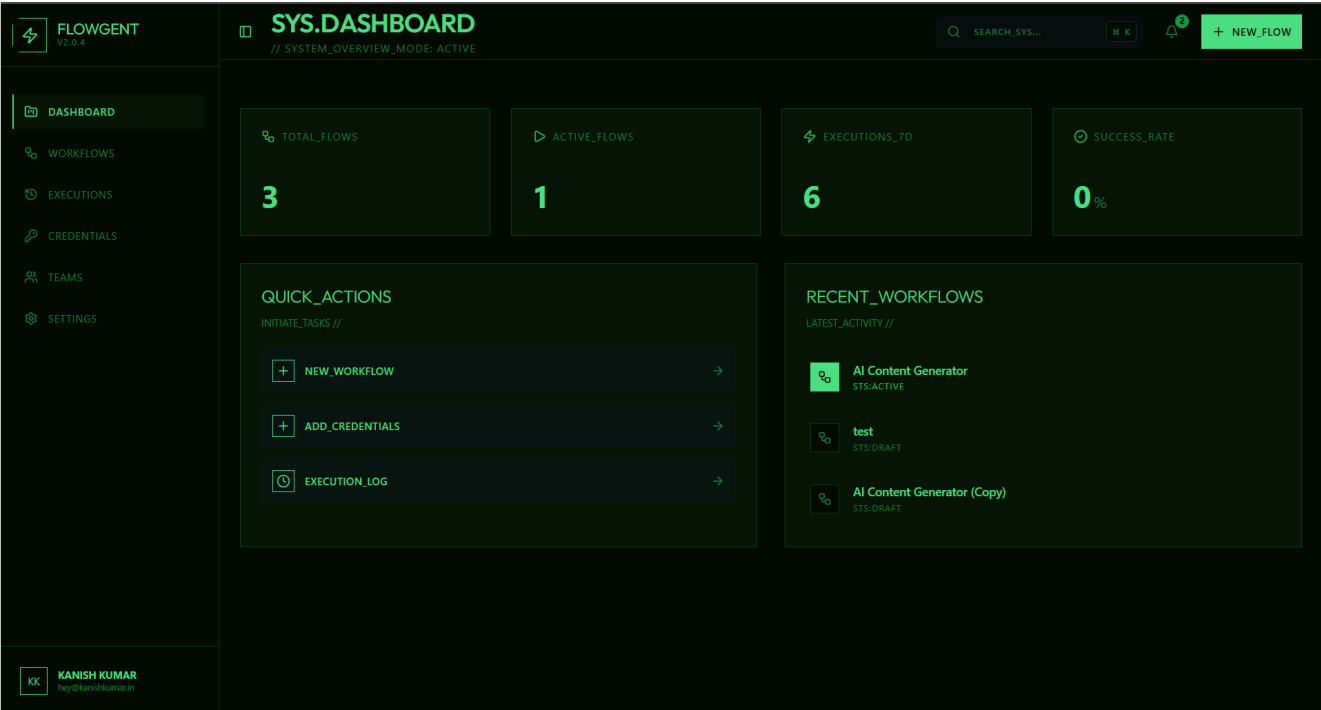 FLOWGENT
V2.0.4
DASHBOARD
WORKFLOWS
EXECUTIONS
CREDENTIALS
TEAMS
SETTINGS
KK
KANISH KUMAR
hey@kanishkumar.in
SYS.DASHBOARD
// SYSTEM_OVERVIEW_MODE: ACTIVE
SEARCH_SYS...
⌘ K
2
+ NEW_FLOW
TOTAL_FLOWS
3
ACTIVE_FLOWS
1
EXECUTIONS_7D
6
SUCCESS_RATE
0%
QUICK_ACTIONS
INITIATE_TASKS //
NEW_WORKFLOW
ADD_CREDENTIALS
EXECUTION_LOG
RECENT_WORKFLOWS
LATEST_ACTIVITY //
AI Content Generator
STS:ACTIVE
test
STS:DRAFT
AI Content Generator (Copy)
STS:DRAFT